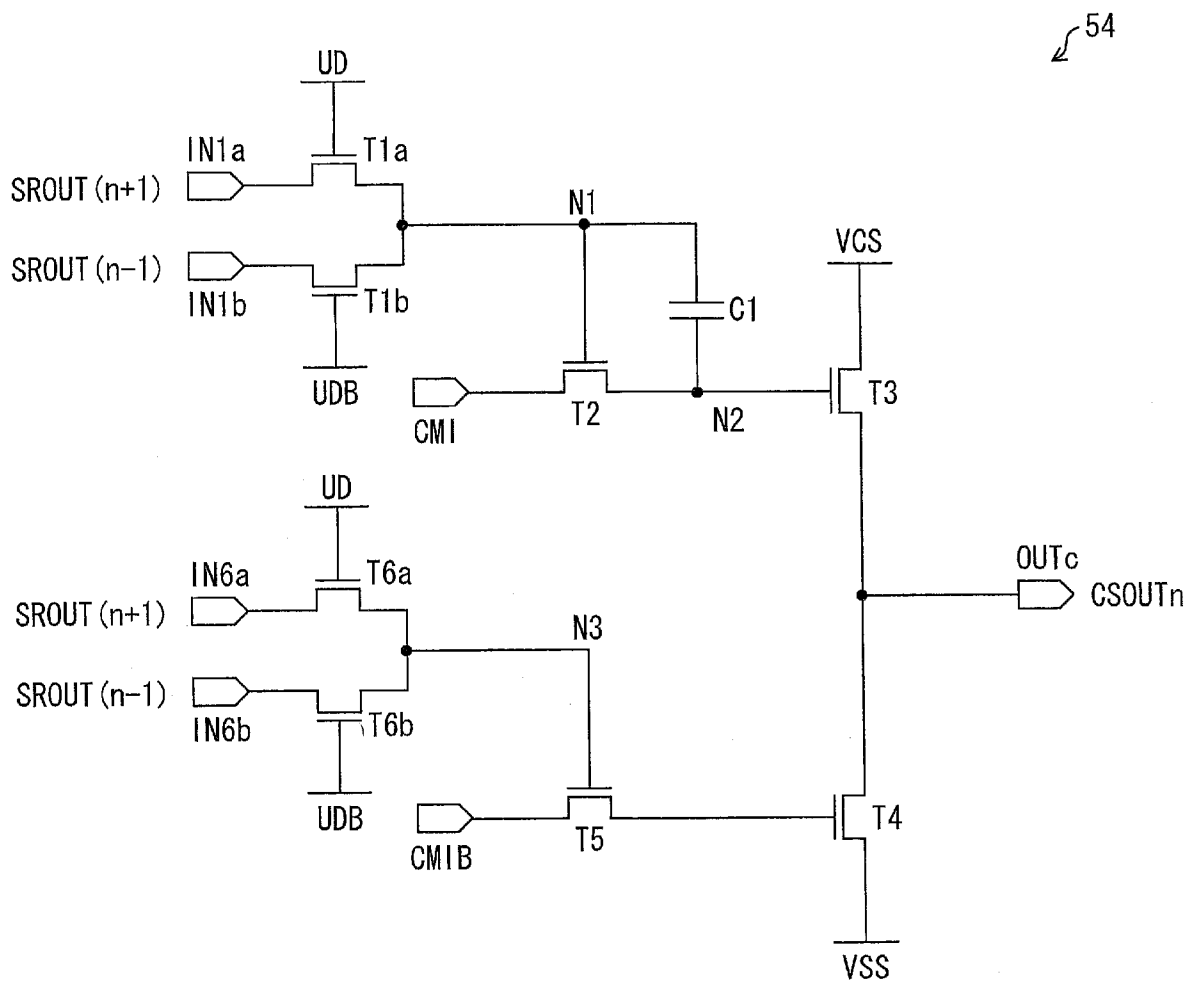 54
UD
IN1a
T1a
SROUT(n+1)
N1
VCS
SROUT(n-1)
IN1b
T1b
C1
UDB
T2
N2
T3
CMI
UD
IN6a
T6a
OUTc
SROUT(n+1)
CSOUTn
N3
SROUT(n-1)
IN6b
T6b
UDB
T5
T4
CMIB
VSS